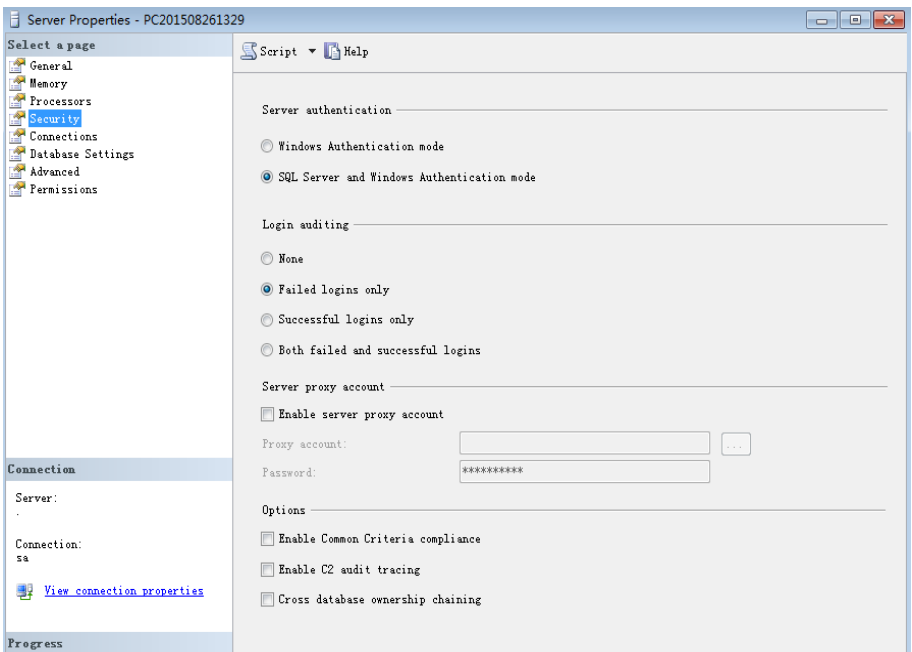 Server Properties - PC201508261329
Select a page
General
Memory
Processors
Security
Connections
Database Settings
Advanced
Permissions
Script Help
Server authentication
Windows Authentication mode
SQL Server and Windows Authentication mode
Login auditing
None
Failed logins only
Successful logins only
Both failed and successful logins
Server proxy account
Enable server proxy account
Proxy account:
...
Password:
**********
Options
Enable Common Criteria compliance
Enable C2 audit tracing
Cross database ownership chaining
Connection
Server:
.
Connection:
sa
View connection properties
Progress